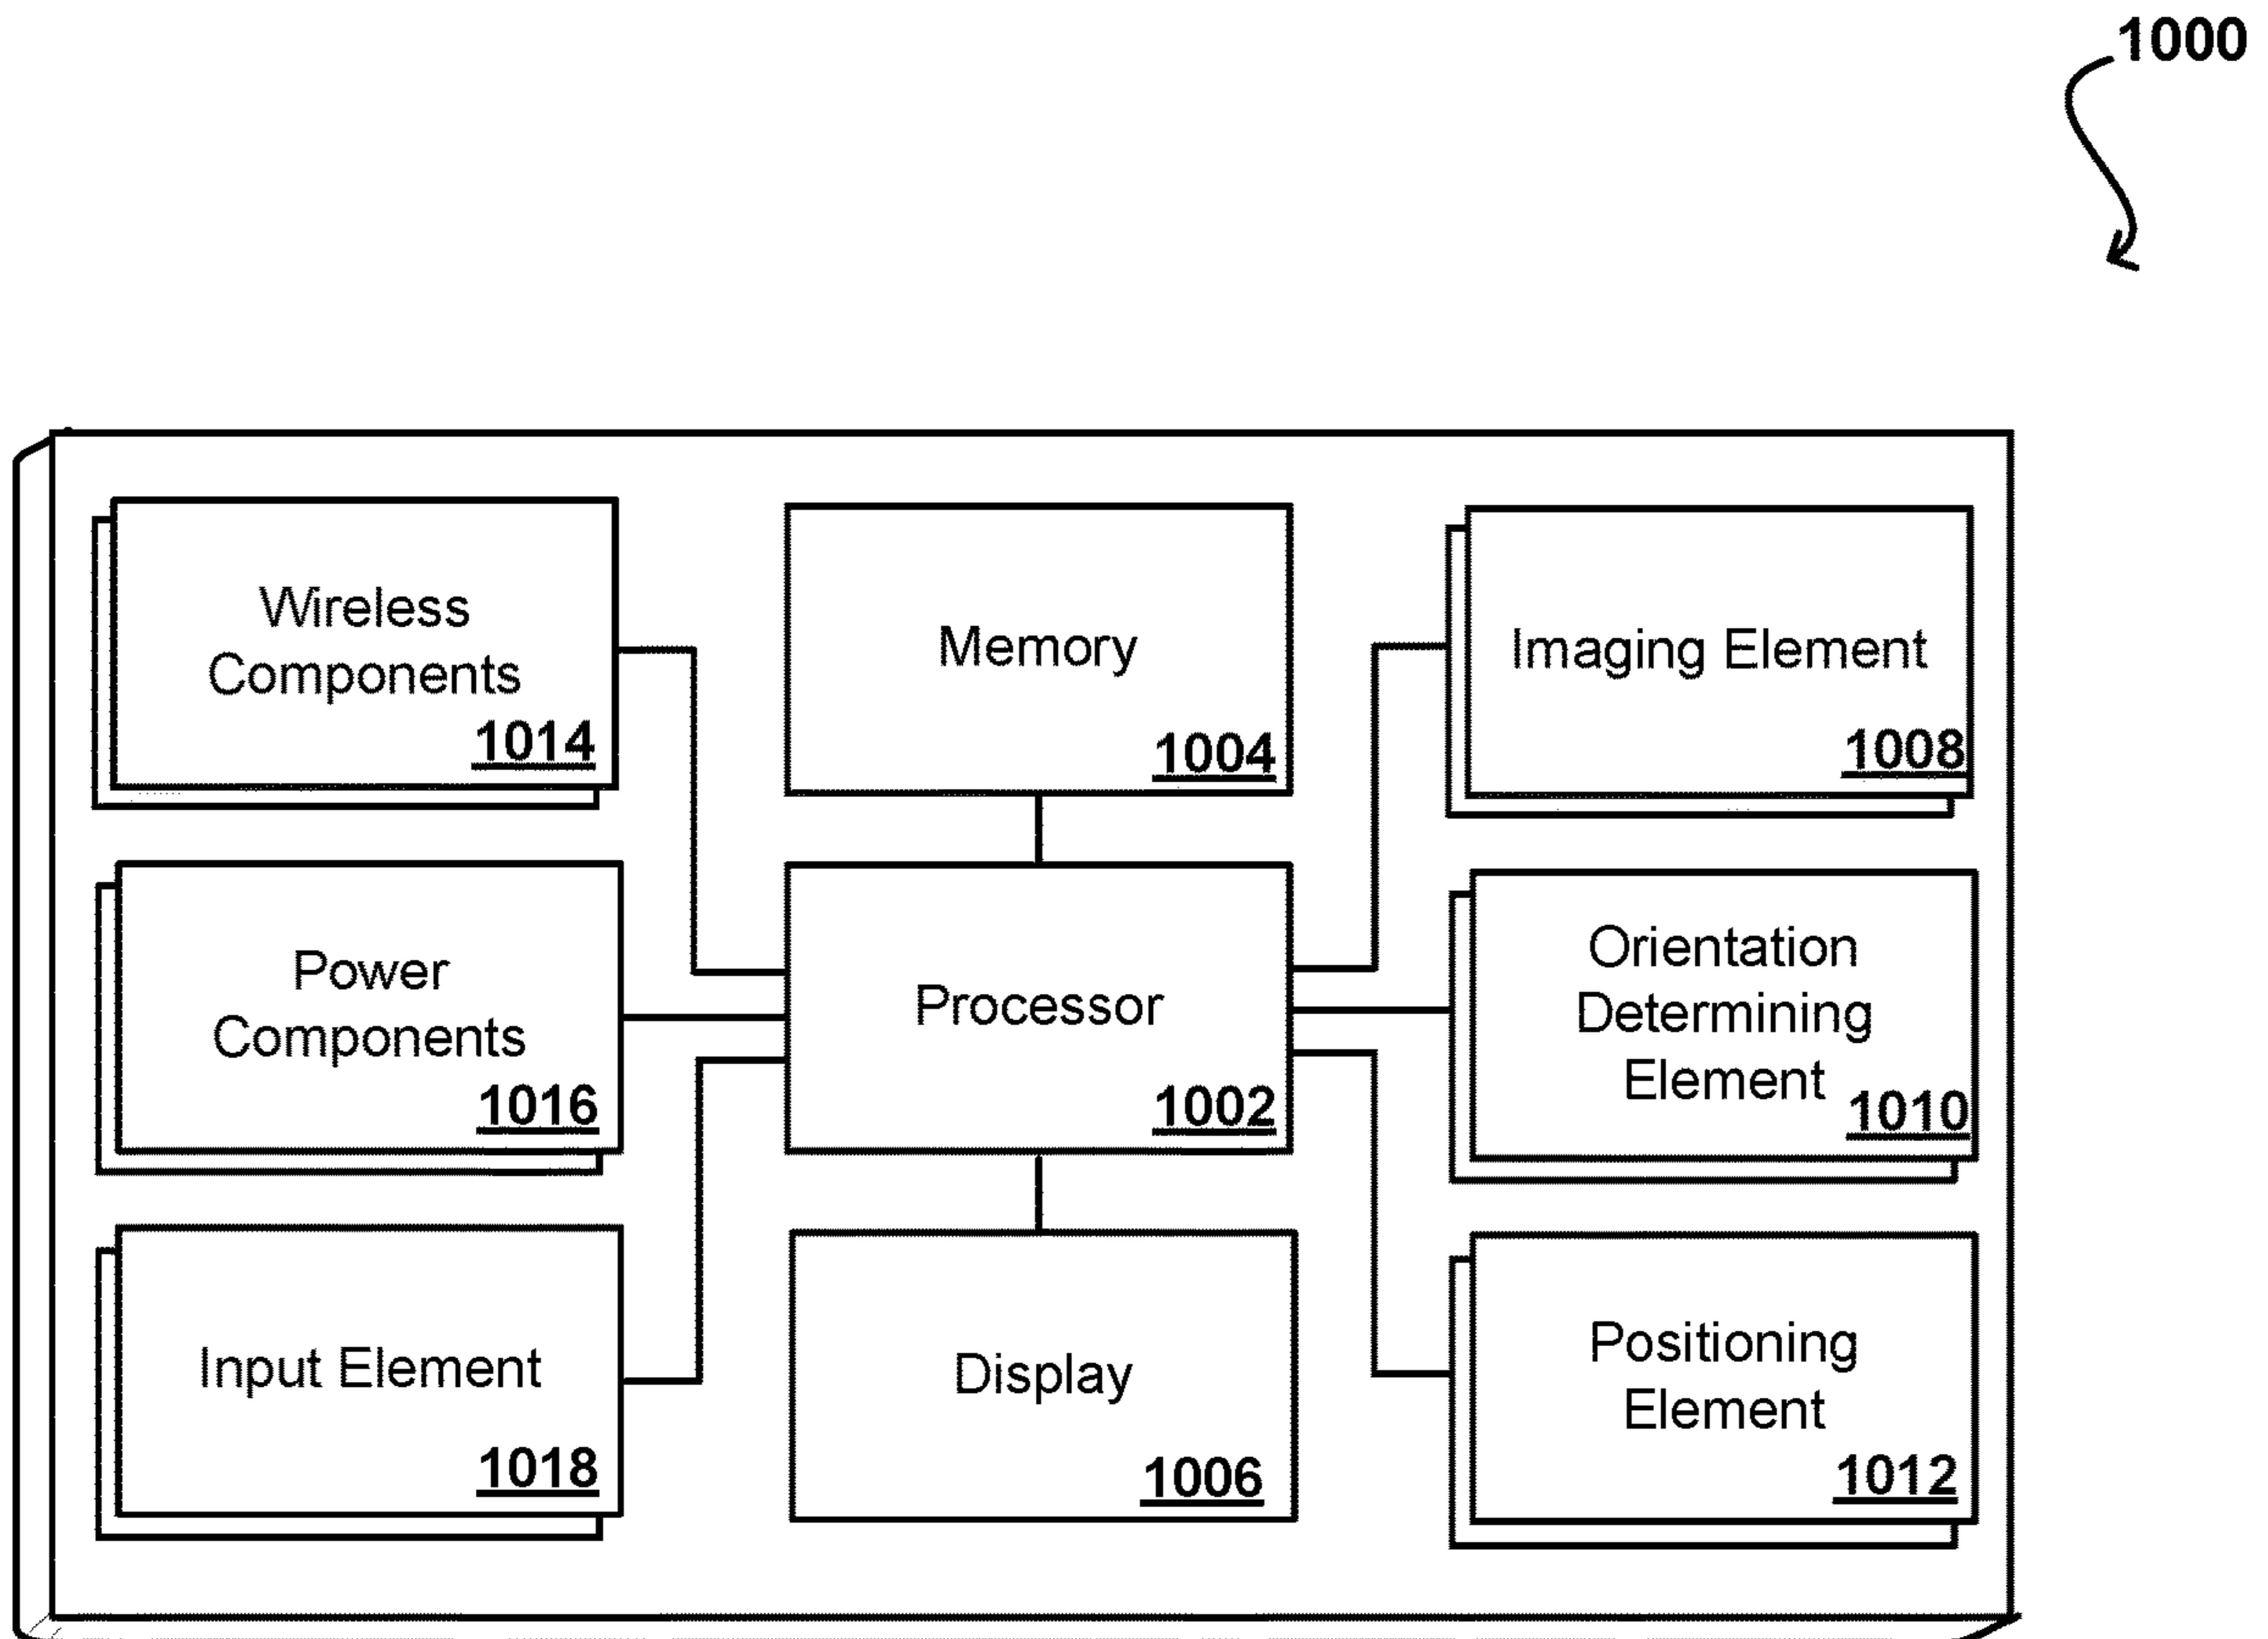 1000
Wireless
Components
1014
Memory
1004
Imaging Element
1008
Power
Components
1016
Processor
1002
Orientation
Determining
Element
1010
Input Element
1018
Display
1006
Positioning
Element
1012